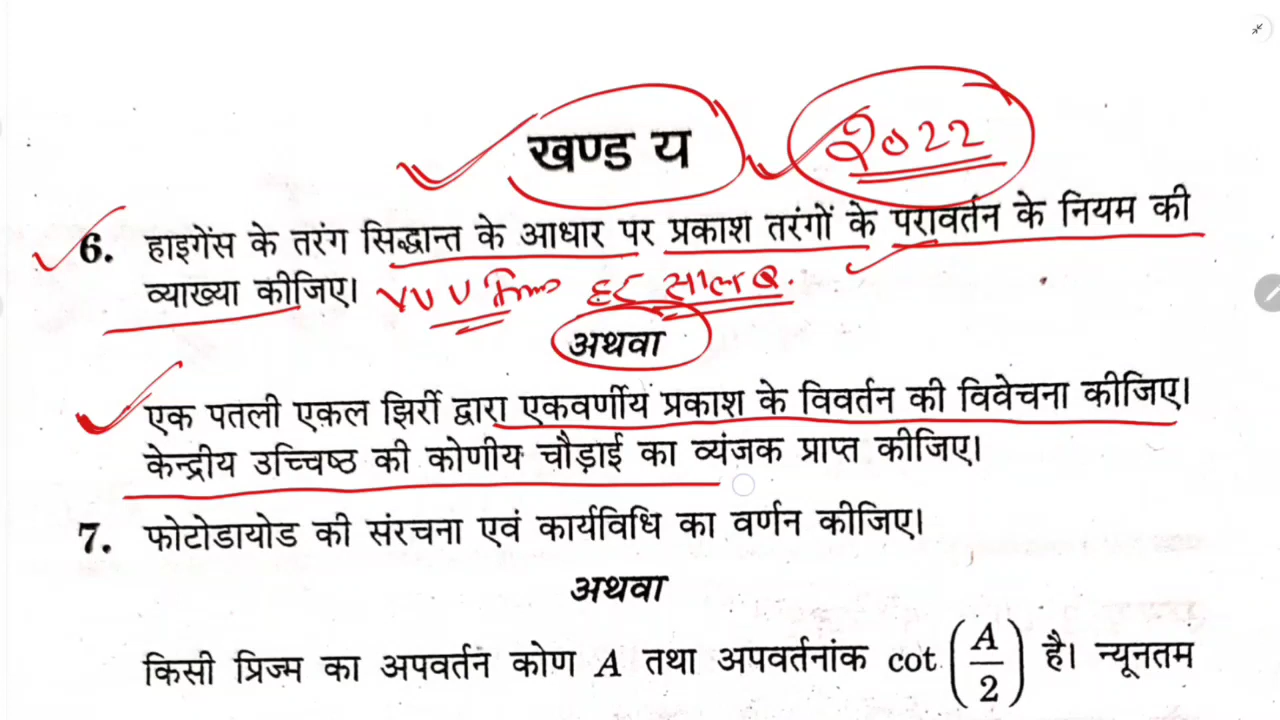 खण्ड य
2022
6. हाइगेंस के तरंग सिद्धान्त के आधार पर प्रकाश तरंगों के परावर्तन के नियम की
व्याख्या कीजिए। VVV हर साल
अथवा
एक पतली एकल झिर्री द्वारा एकवर्णीय प्रकाश के विवर्तन की विवेचना कीजिए।
केन्द्रीय उच्चिष्ठ की कोणीय चौड़ाई का व्यंजक प्राप्त कीजिए।
7. फोटोडायोड की संरचना एवं कार्यविधि का वर्णन कीजिए।
अथवा
किसी प्रिज्म का अपवर्तन कोण A तथा अपवर्तनांक cot (A/2) है। न्यूनतम